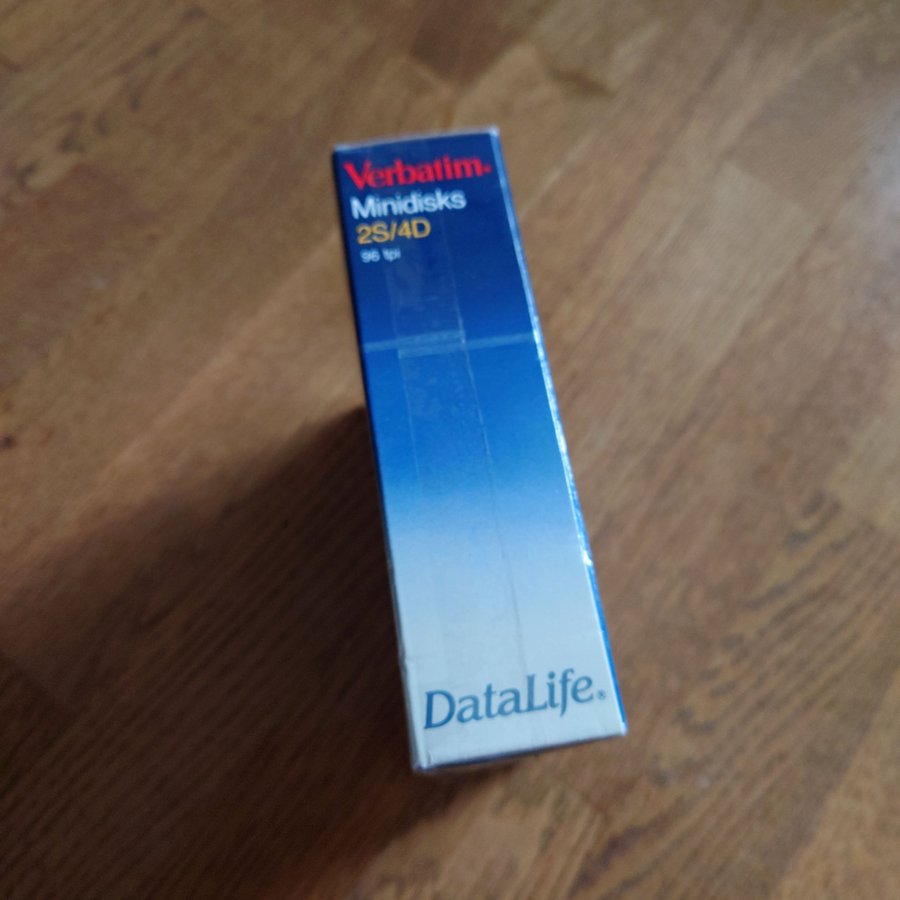 Verbatim®
Minidisks
2S/4D
96 tpi
DataLife®